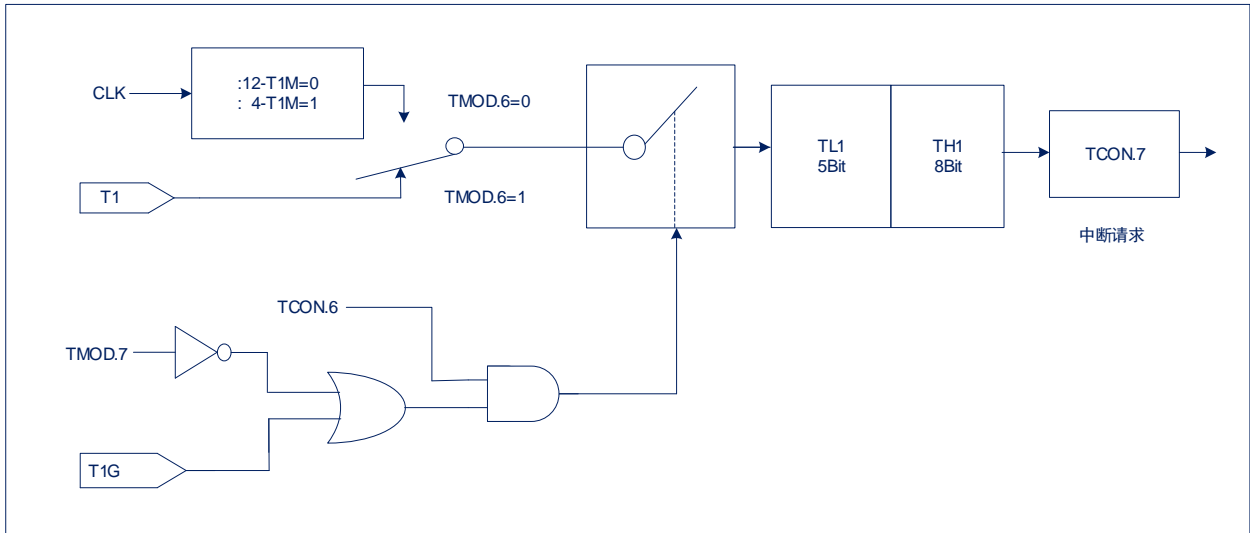 :12-T1M=0
: 4-T1M=1
CLK
TMOD.6=0
T1
TMOD.6=1
TL1
5Bit
TH1
8Bit
TCON.7
中断请求
TCON.6
TMOD.7
T1G